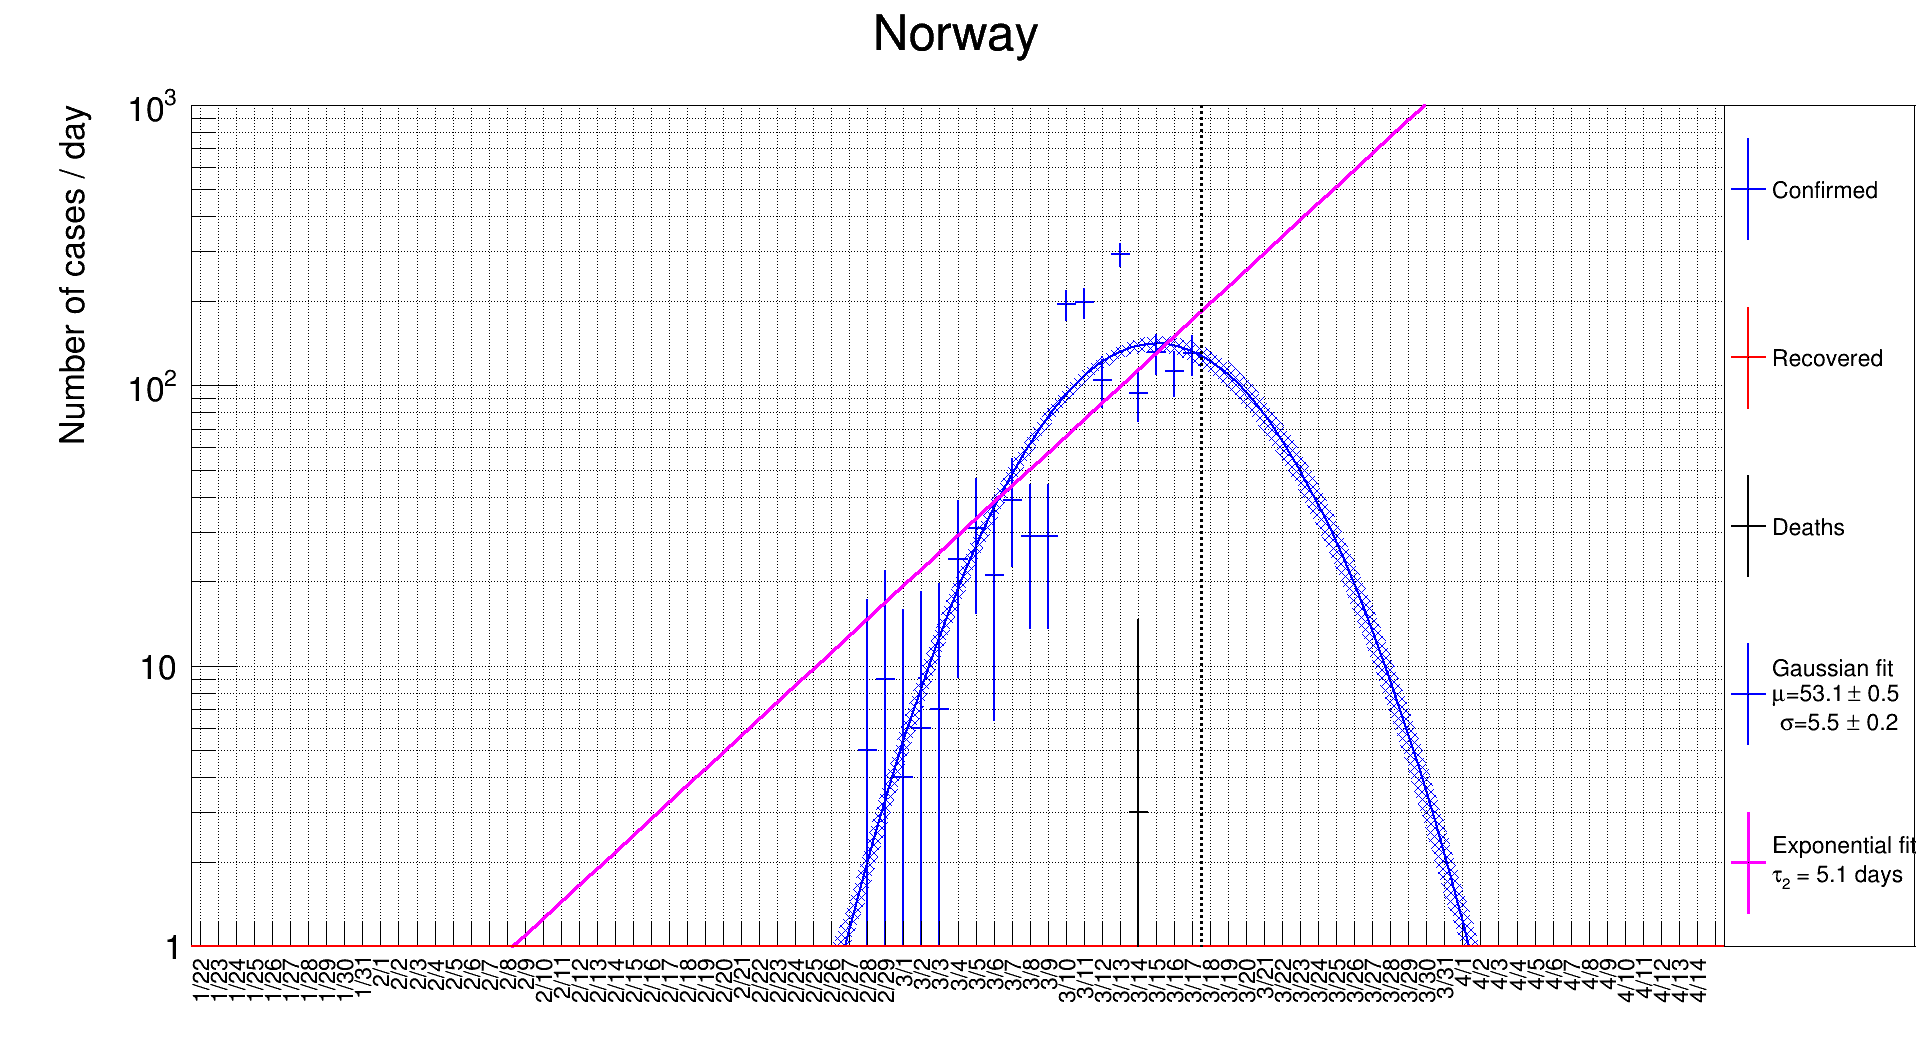 Norway
Number of cases / day
10³
10²
10
1
1/22 1/23 1/24 1/25 1/26 1/27 1/28 1/29 1/30 1/31 2/1 2/2 2/3 2/4 2/5 2/6 2/7 2/8 2/9 2/10 2/11 2/12 2/13 2/14 2/15 2/16 2/17 2/18 2/19 2/20 2/21 2/22 2/23 2/24 2/25 2/26 2/27 2/28 2/29 3/1 3/2 3/3 3/4 3/5 3/6 3/7 3/8 3/9 3/10 3/11 3/12 3/13 3/14 3/15 3/16 3/17 3/18 3/19 3/20 3/21 3/22 3/23 3/24 3/25 3/26 3/27 3/28 3/29 3/30 3/31 4/1 4/2 4/3 4/4 4/5 4/6 4/7 4/8 4/9 4/10 4/11 4/12 4/13 4/14
Confirmed
Recovered
Deaths
Gaussian fit
μ=53.1 ± 0.5
σ=5.5 ± 0.2
Exponential fit
τ₂ = 5.1 days